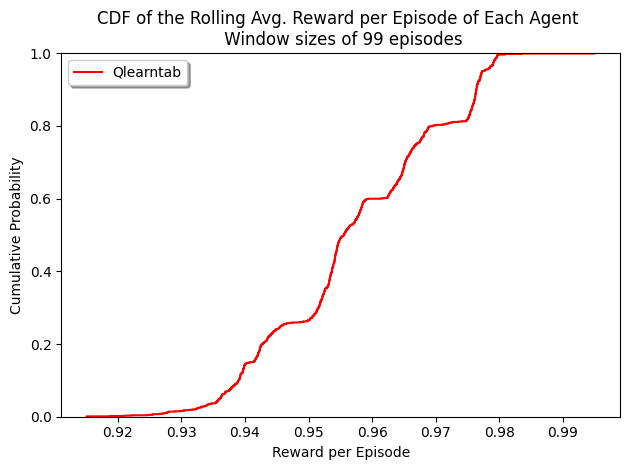 CDF of the Rolling Avg. Reward per Episode of Each Agent
Window sizes of 99 episodes
Qlearntab
Cumulative Probability
1.0
0.8
0.6
0.4
0.2
0.0
0.92 0.93 0.94 0.95 0.96 0.97 0.98 0.99
Reward per Episode